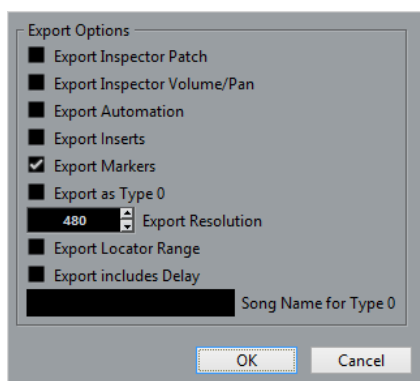 Export Options
Export Inspector Patch
Export Inspector Volume/Pan
Export Automation
Export Inserts
Export Markers
Export as Type 0
480 Export Resolution
Export Locator Range
Export includes Delay
Song Name for Type 0
OK Cancel